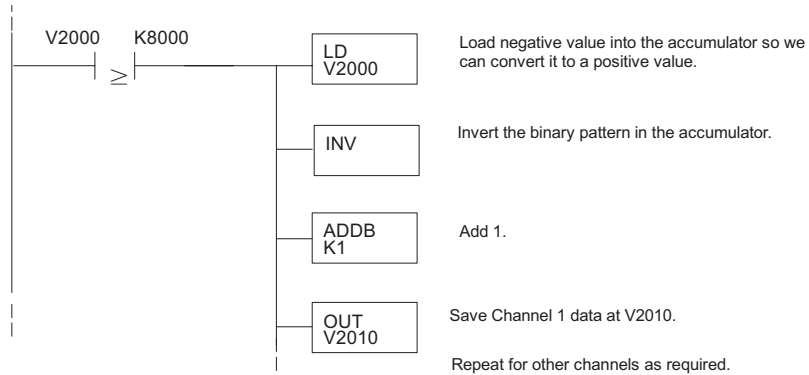 V2000 K8000
≥
LD
V2000
Load negative value into the accumulator so we
can convert it to a positive value.
INV
Invert the binary pattern in the accumulator.
ADDB
K1
Add 1.
OUT
V2010
Save Channel 1 data at V2010.
Repeat for other channels as required.